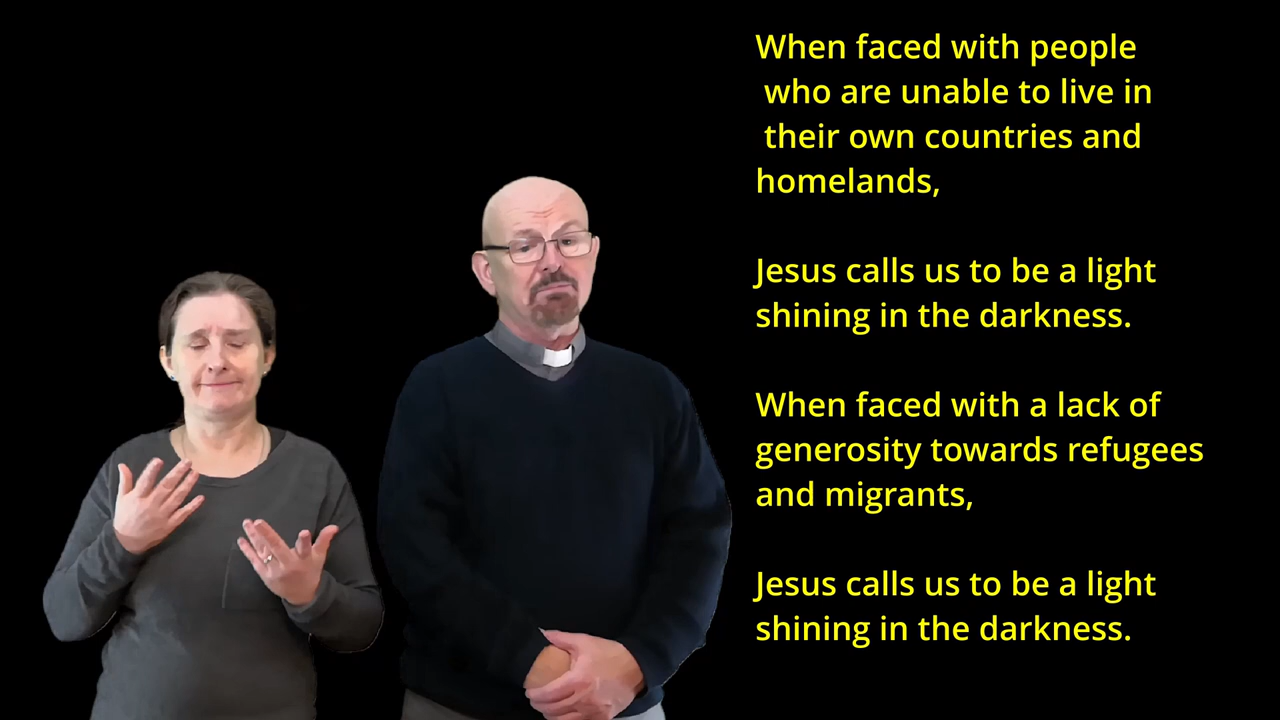 When faced with people
who are unable to live in
their own countries and
homelands,
Jesus calls us to be a light
shining in the darkness.
When faced with a lack of
generosity towards refugees
and migrants,
Jesus calls us to be a light
shining in the darkness.